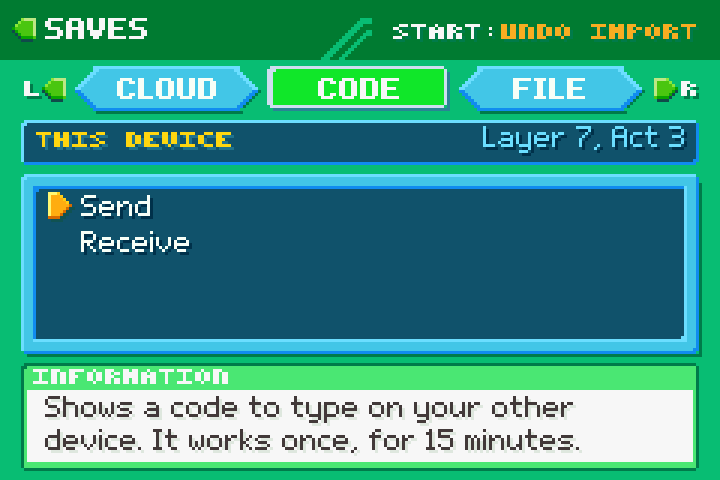 SAVES
START:UNDO IMPORT
L CLOUD CODE FILE R
THIS DEVICE Layer 7, Act 3
Send
Receive
INFORMATION
Shows a code to type on your other
device. It works once, for 15 minutes.